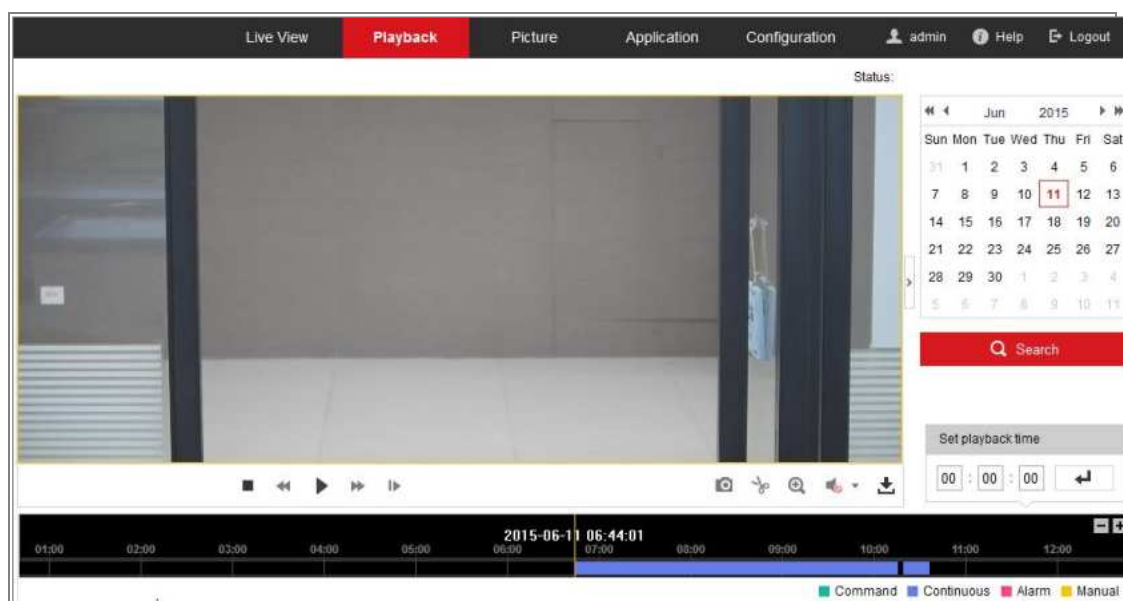 Live View Playback Picture Application Configuration admin Help Logout
Status:
Jun 2015
Sun Mon Tue Wed Thu Fri Sat
31 1 2 3 4 5 6
7 8 9 10 11 12 13
14 15 16 17 18 19 20
21 22 23 24 25 26 27
28 29 30 1 2 3 4
5 6 7 8 9 10 11
Search
Set playback time
00 : 00 : 00
2015-06-11 06:44:01
01:00 02:00 03:00 04:00 05:00 06:00 07:00 08:00 09:00 10:00 11:00 12:00
Command Continuous Alarm Manual